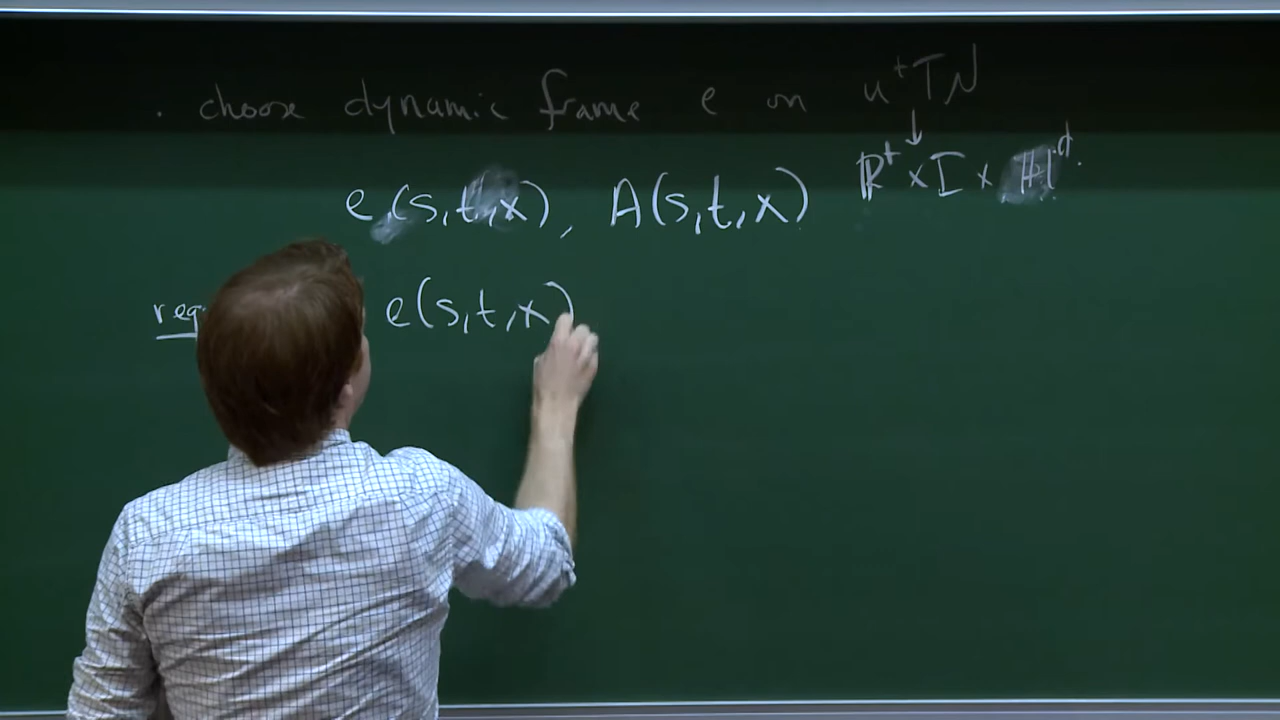 . choose dynamic frame e on u*TN
↓
e(s,t,x), A(s,t,x) ℝ⁺ × I × ℍᵈ.
e(s,t,x)